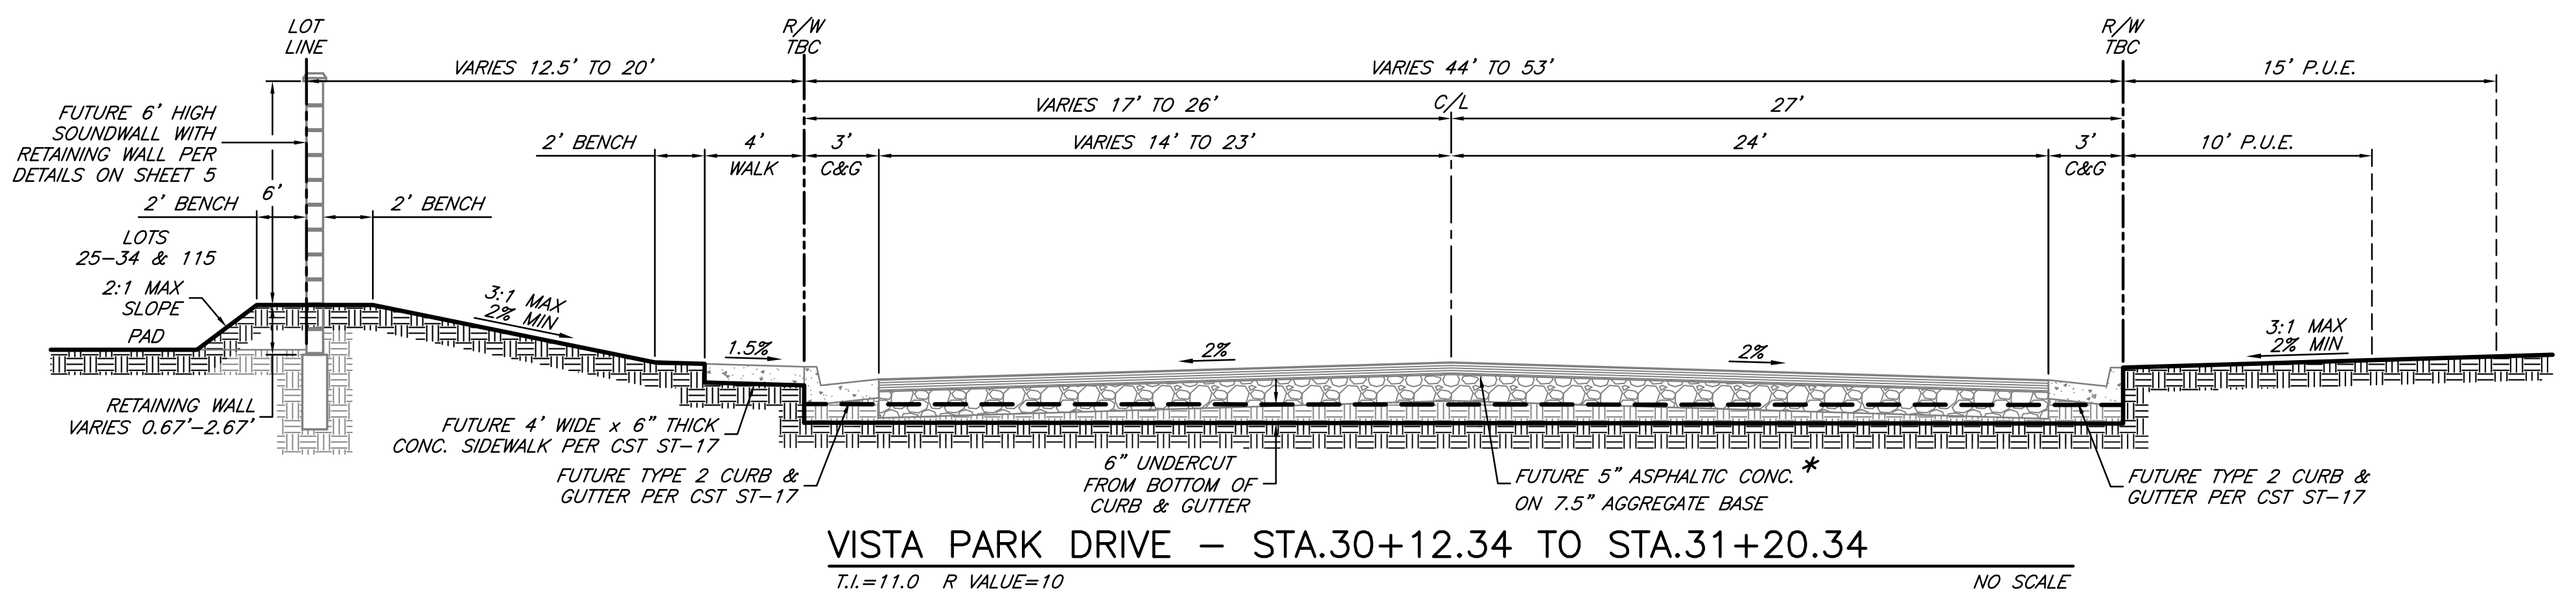 LOT
LINE
R/W
TBC
R/W
TBC
VARIES 12.5' TO 20'
VARIES 44' TO 53'
15' P.U.E.
VARIES 17' TO 26'
C/L
27'
FUTURE 6' HIGH
SOUNDWALL WITH
RETAINING WALL PER
DETAILS ON SHEET 5
2' BENCH
4'
WALK
3'
C&G
VARIES 14' TO 23'
24'
3'
C&G
10' P.U.E.
6'
2' BENCH
2' BENCH
LOTS
25-34 & 115
2:1 MAX
SLOPE
PAD
3:1 MAX
2% MIN
1.5%
2%
2%
3:1 MAX
2% MIN
RETAINING WALL
VARIES 0.67'-2.67'
FUTURE 4' WIDE x 6" THICK
CONC. SIDEWALK PER CST ST-17
FUTURE TYPE 2 CURB &
GUTTER PER CST ST-17
6" UNDERCUT
FROM BOTTOM OF
CURB & GUTTER
FUTURE 5" ASPHALTIC CONC. *
ON 7.5" AGGREGATE BASE
FUTURE TYPE 2 CURB &
GUTTER PER CST ST-17
VISTA PARK DRIVE - STA.30+12.34 TO STA.31+20.34
T.I.=11.0 R VALUE=10
NO SCALE